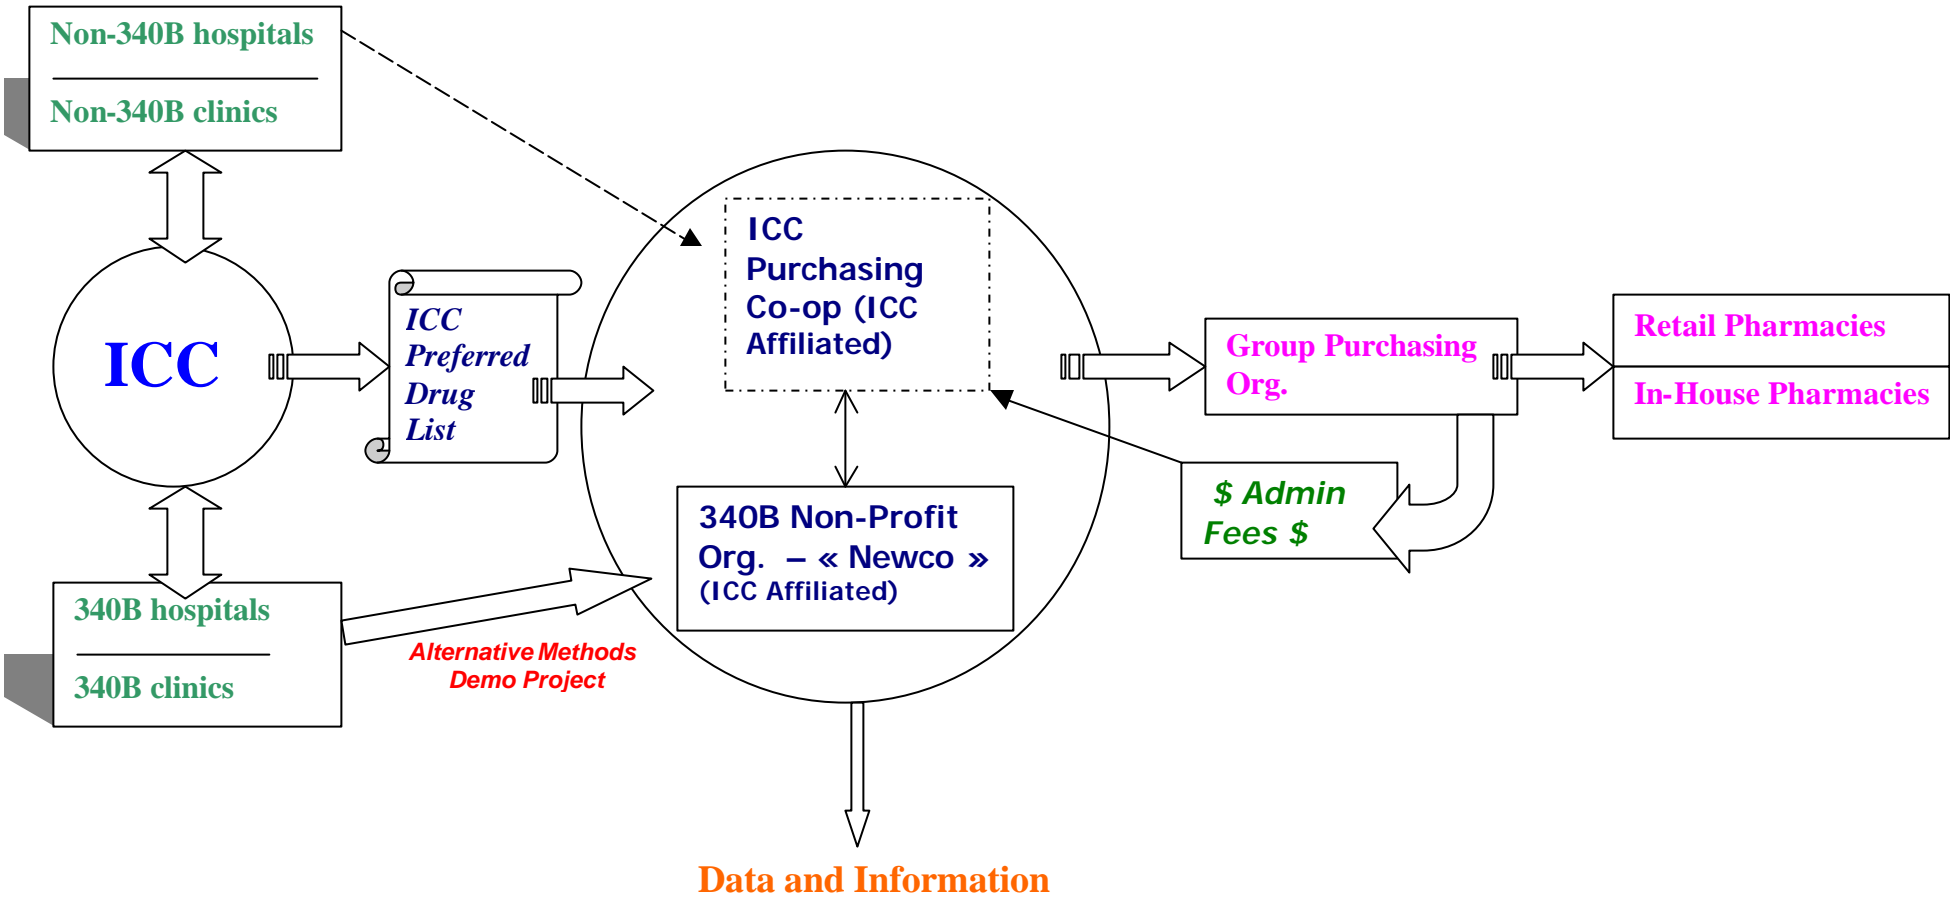 Non-340B hospitals
Non-340B clinics
ICC
ICC
Preferred
Drug
List
340B hospitals
340B clinics
Alternative Methods
Demo Project
ICC
Purchasing
Co-op (ICC
Affiliated)
340B Non-Profit
Org. – « Newco »
(ICC Affiliated)
Group Purchasing
Org.
$ Admin
Fees $
Retail Pharmacies
In-House Pharmacies
Data and Information